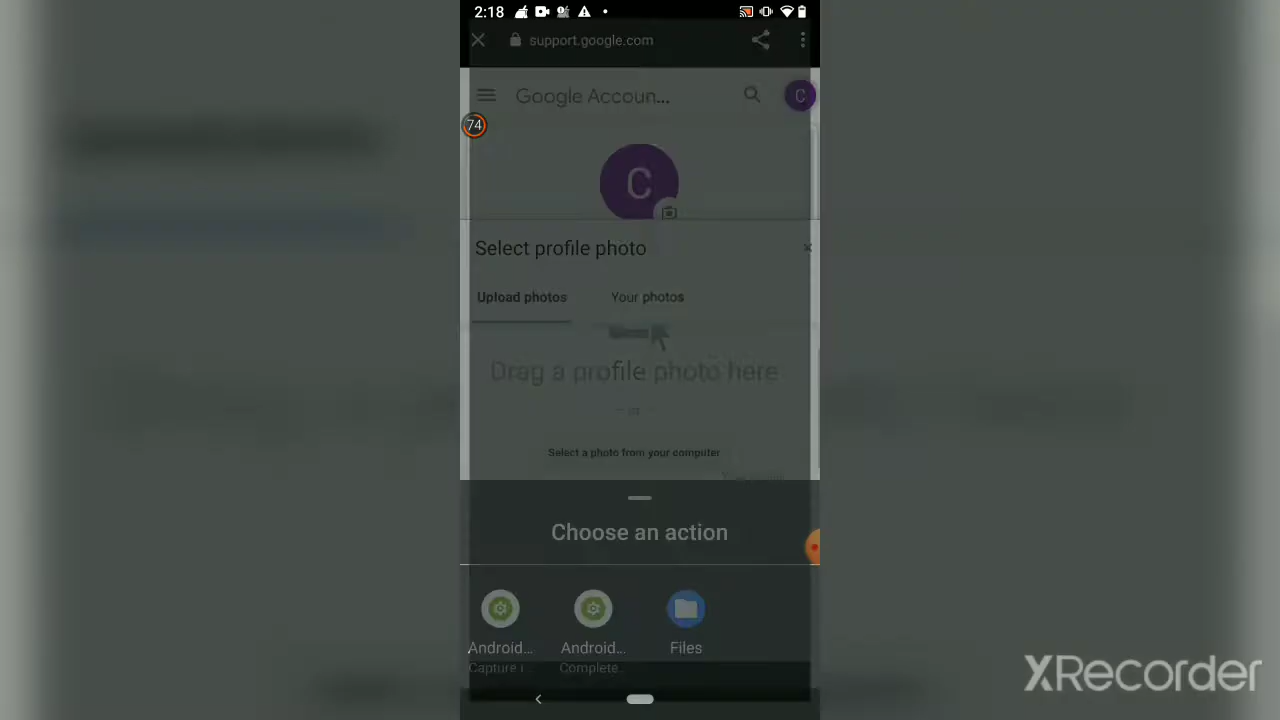 2:18
support.google.com
Google Accoun...
C
74
C
Select profile photo
Upload photos
Your photos
Drag a profile photo here
- or -
Select a photo from your computer
Choose an action
Android...
Capture i...
Android...
Complete...
Files
XRecorder